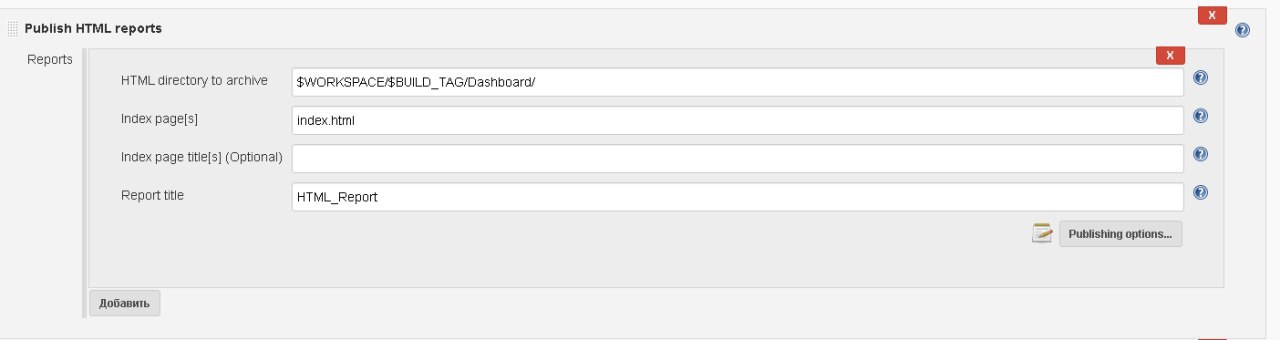 X
Publish HTML reports
Reports
X
HTML directory to archive
$WORKSPACE/$BUILD_TAG/Dashboard/
Index page[s]
index.html
Index page title[s] (Optional)
Report title
HTML_Report
Publishing options...
Добавить